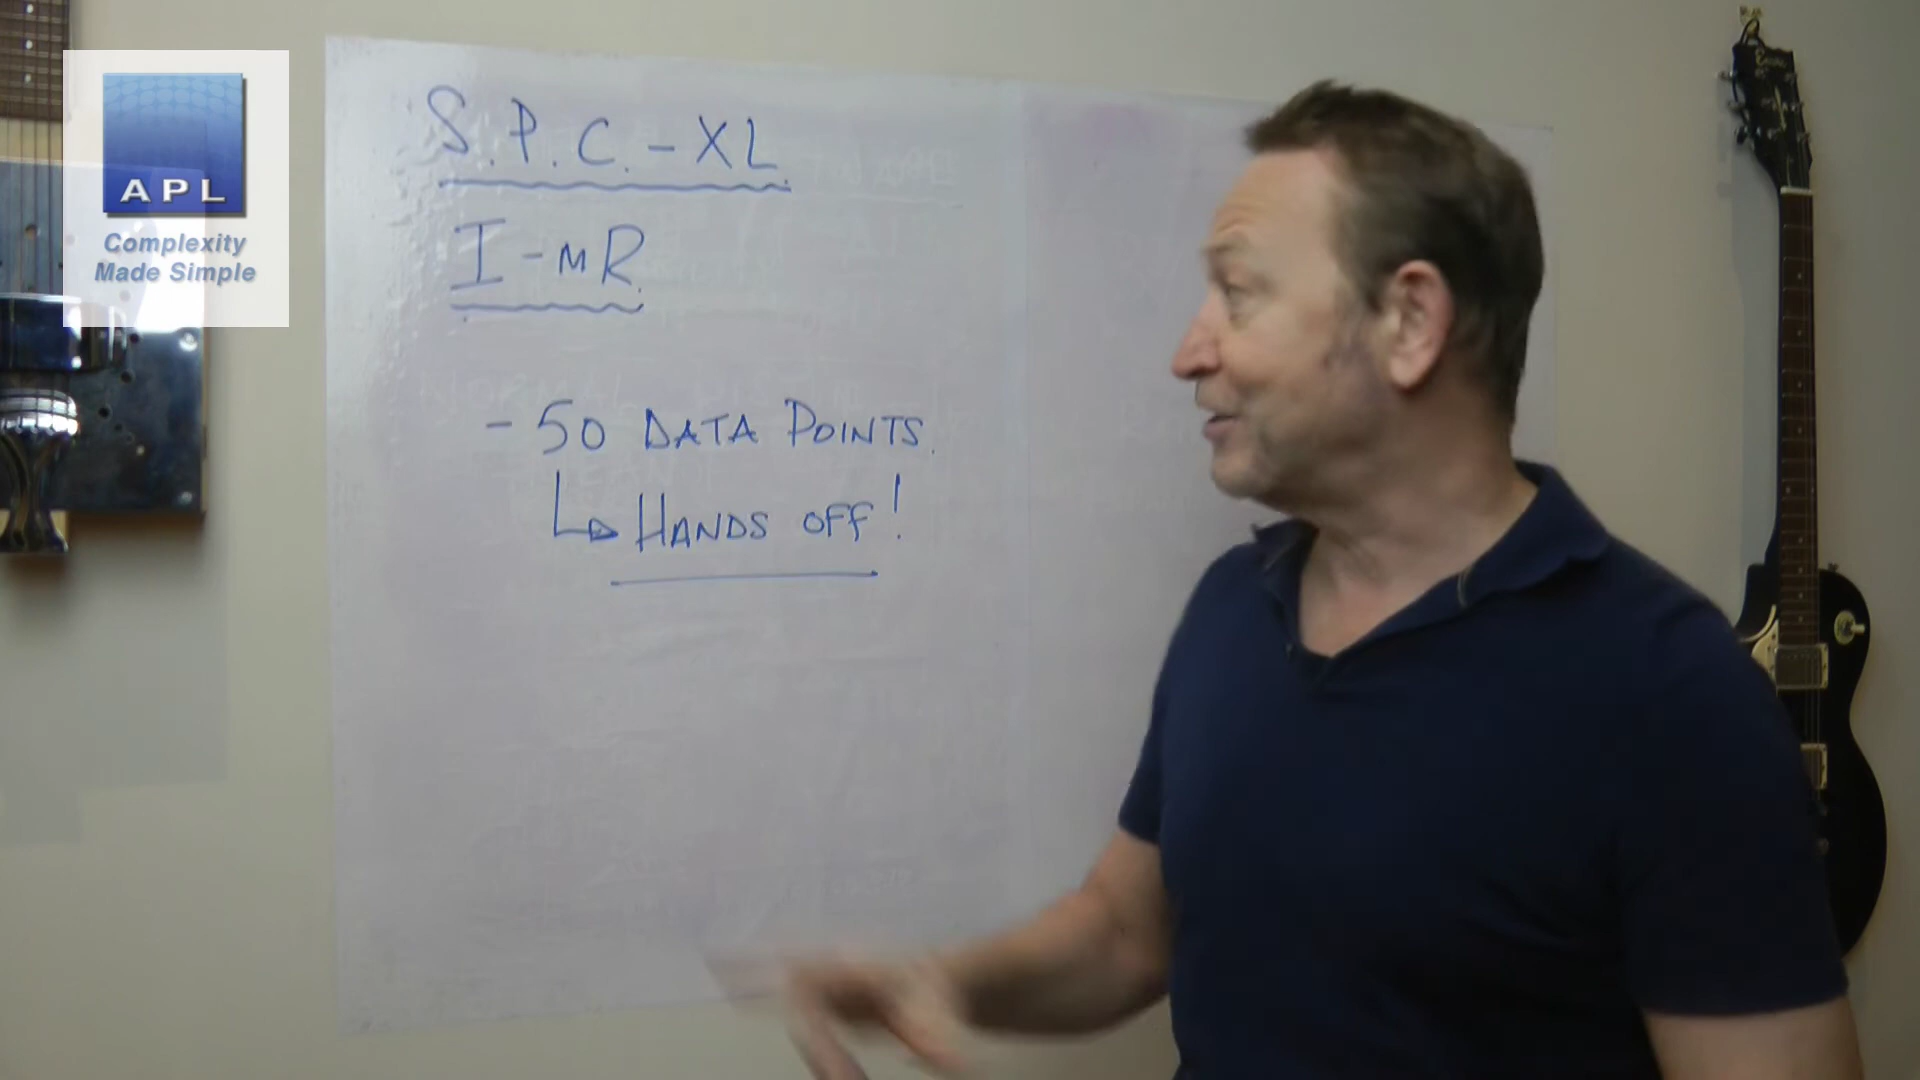 APL
Complexity
Made Simple
S.P.C.-XL
I-MR
- 50 DATA POINTS
HANDS OFF!